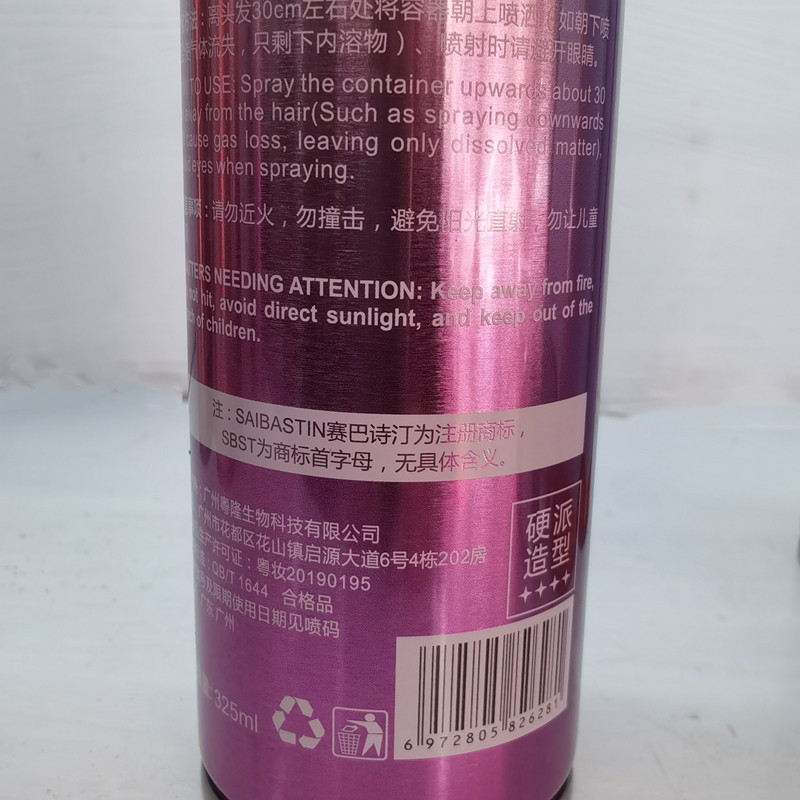 方法：离头发30cm左右处将容器朝上喷洒（如朝下喷
气体流失，只剩下内溶物）、喷射时请避开眼睛。
TO USE: Spray the container upwards about 30
away from the hair(Such as spraying downwards
cause gas loss, leaving only dissolved matter),
eyes when spraying.
事项：请勿近火，勿撞击，避免阳光直射，勿让儿童
TTERS NEEDING ATTENTION: Keep away from fire,
not hit, avoid direct sunlight, and keep out of the
ch of children.
注：SAIBASTIN赛巴诗汀为注册商标，
SBST为商标首字母，无具体含义。
：广州粤隆生物科技有限公司
：广州市花都区花山镇启源大道6号4栋202房
生产许可证：粤妆20190195
：QB/T 1644 合格品
及限期使用日期见喷码
广东广州
硬派
造型
325ml
6 972805 826281